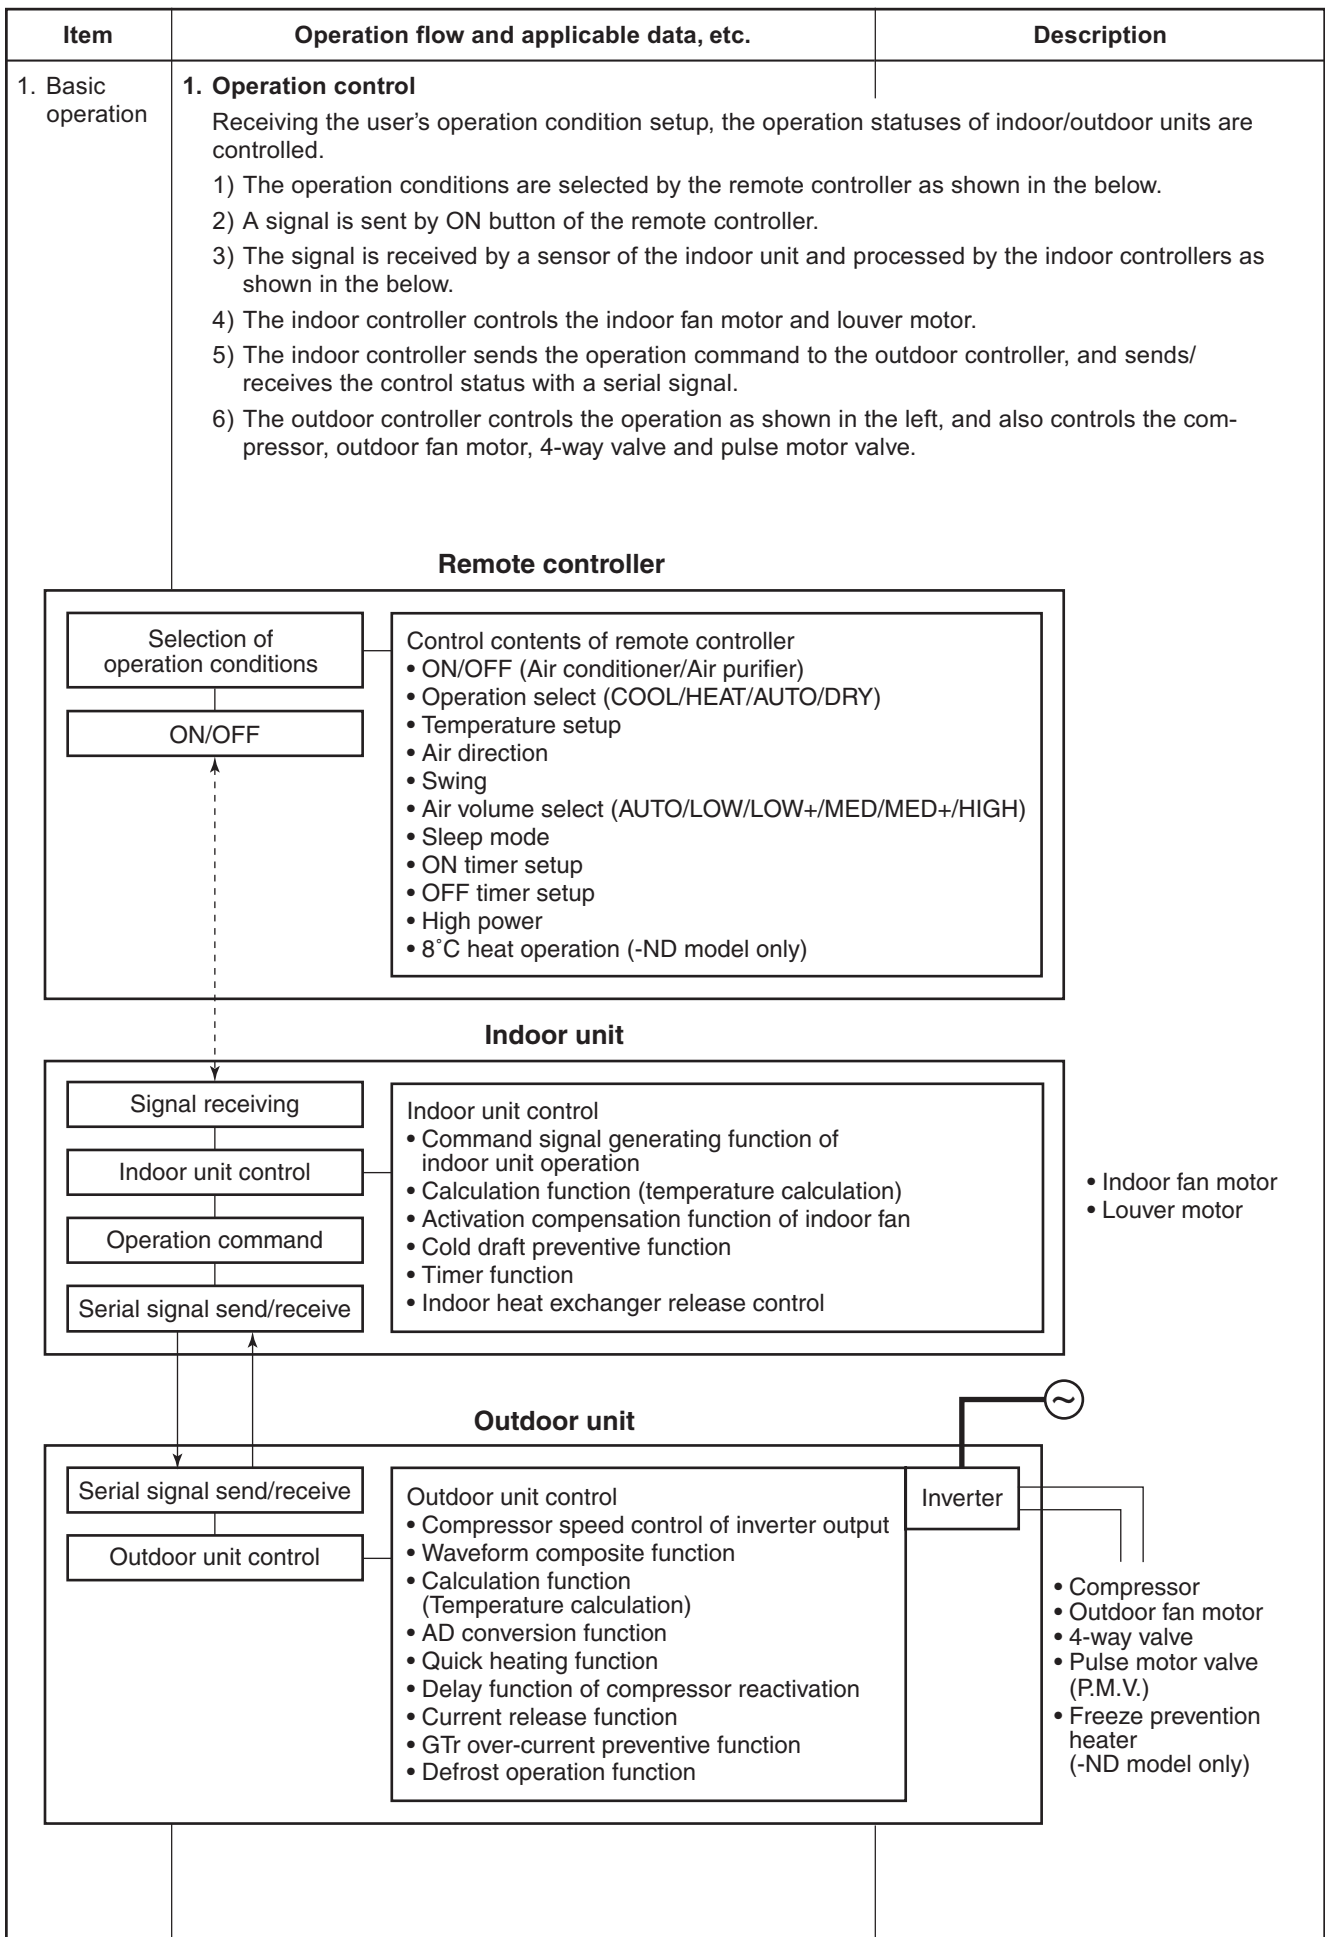 Item
Operation flow and applicable data, etc.
Description
1. Basic
operation
1. Operation control
Receiving the user's operation condition setup, the operation statuses of indoor/outdoor units are
controlled.
1) The operation conditions are selected by the remote controller as shown in the below.
2) A signal is sent by ON button of the remote controller.
3) The signal is received by a sensor of the indoor unit and processed by the indoor controllers as
shown in the below.
4) The indoor controller controls the indoor fan motor and louver motor.
5) The indoor controller sends the operation command to the outdoor controller, and sends/
receives the control status with a serial signal.
6) The outdoor controller controls the operation as shown in the left, and also controls the com-
pressor, outdoor fan motor, 4-way valve and pulse motor valve.
Remote controller
Selection of
operation conditions
ON/OFF
Control contents of remote controller
• ON/OFF (Air conditioner/Air purifier)
• Operation select (COOL/HEAT/AUTO/DRY)
• Temperature setup
• Air direction
• Swing
• Air volume select (AUTO/LOW/LOW+/MED/MED+/HIGH)
• Sleep mode
• ON timer setup
• OFF timer setup
• High power
• 8˚C heat operation (-ND model only)
Indoor unit
Signal receiving
Indoor unit control
Operation command
Serial signal send/receive
Indoor unit control
• Command signal generating function of
indoor unit operation
• Calculation function (temperature calculation)
• Activation compensation function of indoor fan
• Cold draft preventive function
• Timer function
• Indoor heat exchanger release control
• Indoor fan motor
• Louver motor
Outdoor unit
~
Serial signal send/receive
Outdoor unit control
Outdoor unit control
• Compressor speed control of inverter output
• Waveform composite function
• Calculation function
(Temperature calculation)
• AD conversion function
• Quick heating function
• Delay function of compressor reactivation
• Current release function
• GTr over-current preventive function
• Defrost operation function
Inverter
• Compressor
• Outdoor fan motor
• 4-way valve
• Pulse motor valve
(P.M.V.)
• Freeze prevention
heater
(-ND model only)